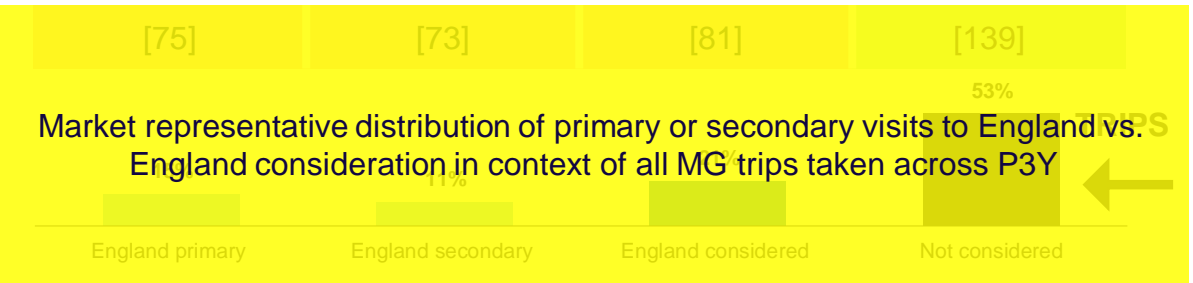 [75] [73] [81] [139]
53%
Market representative distribution of primary or secondary visits to England vs.
TRIPS
England consideration in context of all MG trips taken across P3Y
11%
England primary England secondary England considered Not considered